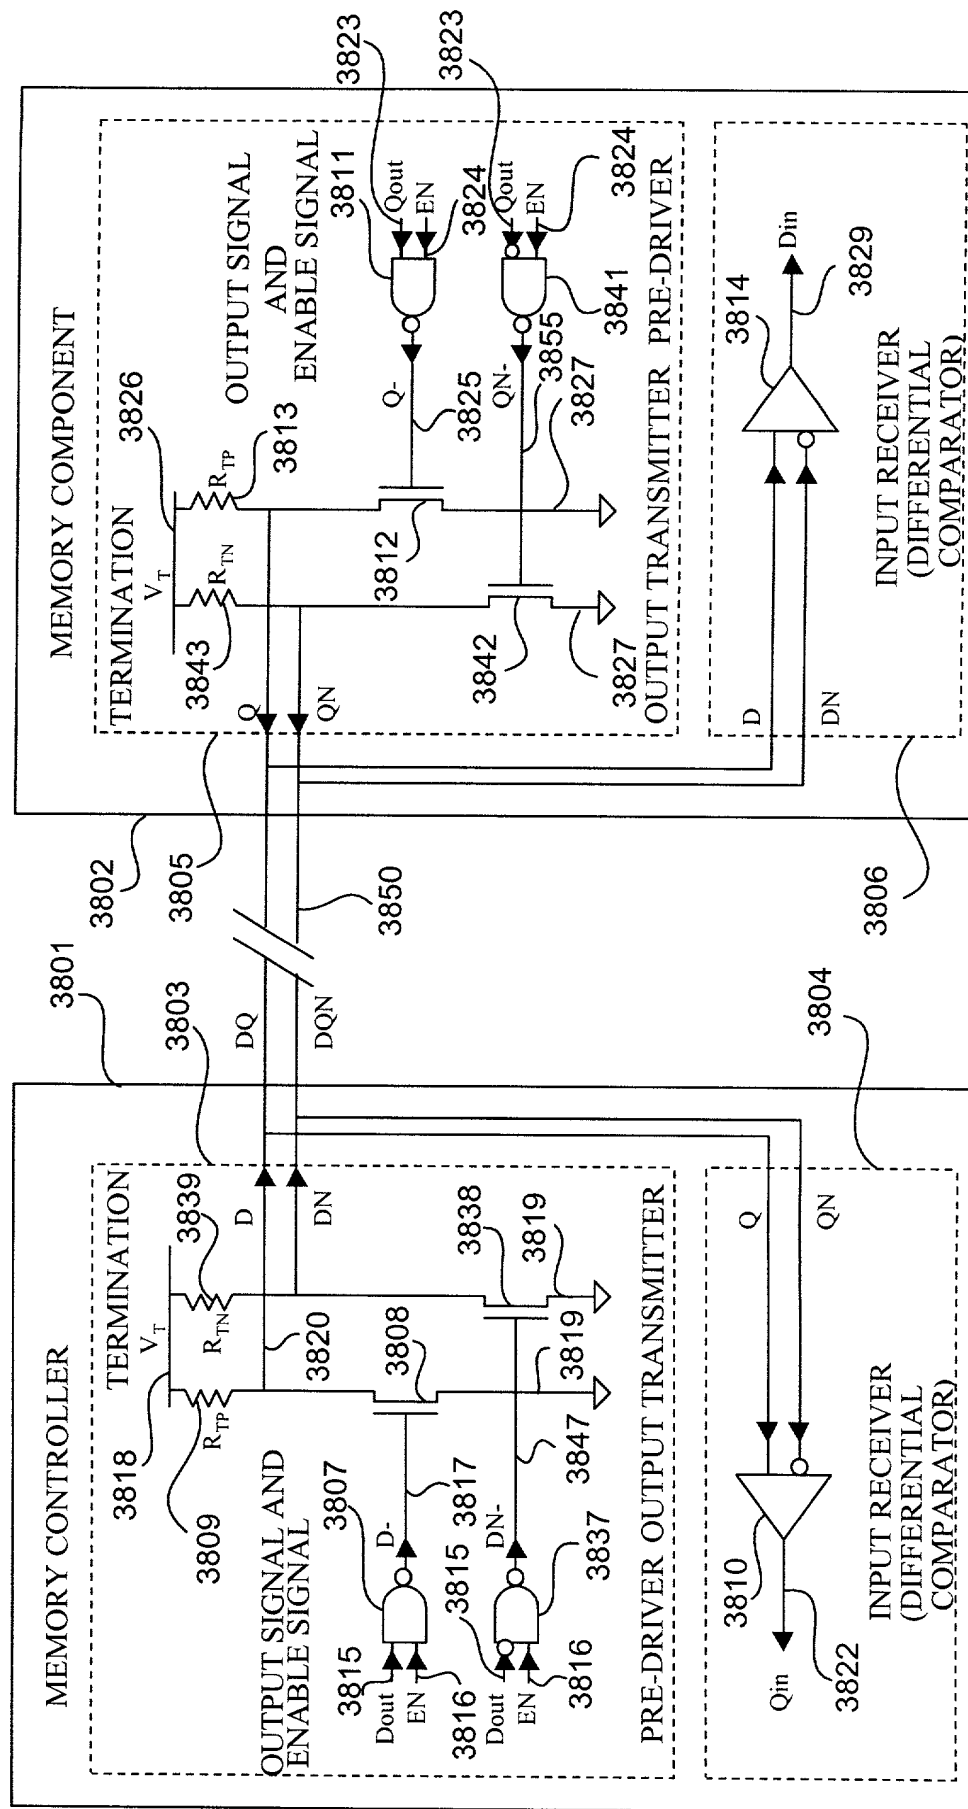 MEMORY CONTROLLER
3801
TERMINATION
3818
V_T
3809
R_TP
R_TN
3839
3803
D
DN
DQ
DQN
3820
OUTPUT SIGNAL AND
ENABLE SIGNAL
3815
Dout
EN
3816
3807
D-
3817
3808
3838
3819
3819
3815
Dout
EN
3816
DN-
3837
3847
PRE-DRIVER OUTPUT TRANSMITTER
Q
QN
3804
3810
Qin
3822
INPUT RECEIVER
(DIFFERENTIAL
COMPARATOR)
3850
MEMORY COMPONENT
3802
3805
TERMINATION
V_T
3826
3843
R_TN
R_TP
3813
OUTPUT SIGNAL
AND
ENABLE SIGNAL
Q
QN
3811
3823
Qout
EN
3824
Q-
3825
3812
3842
3827
3823
Qout
EN
3824
QN-
3841
3855
3827
OUTPUT TRANSMITTER PRE-DRIVER
D
DN
3806
3814
Din
3829
INPUT RECEIVER
(DIFFERENTIAL
COMPARATOR)